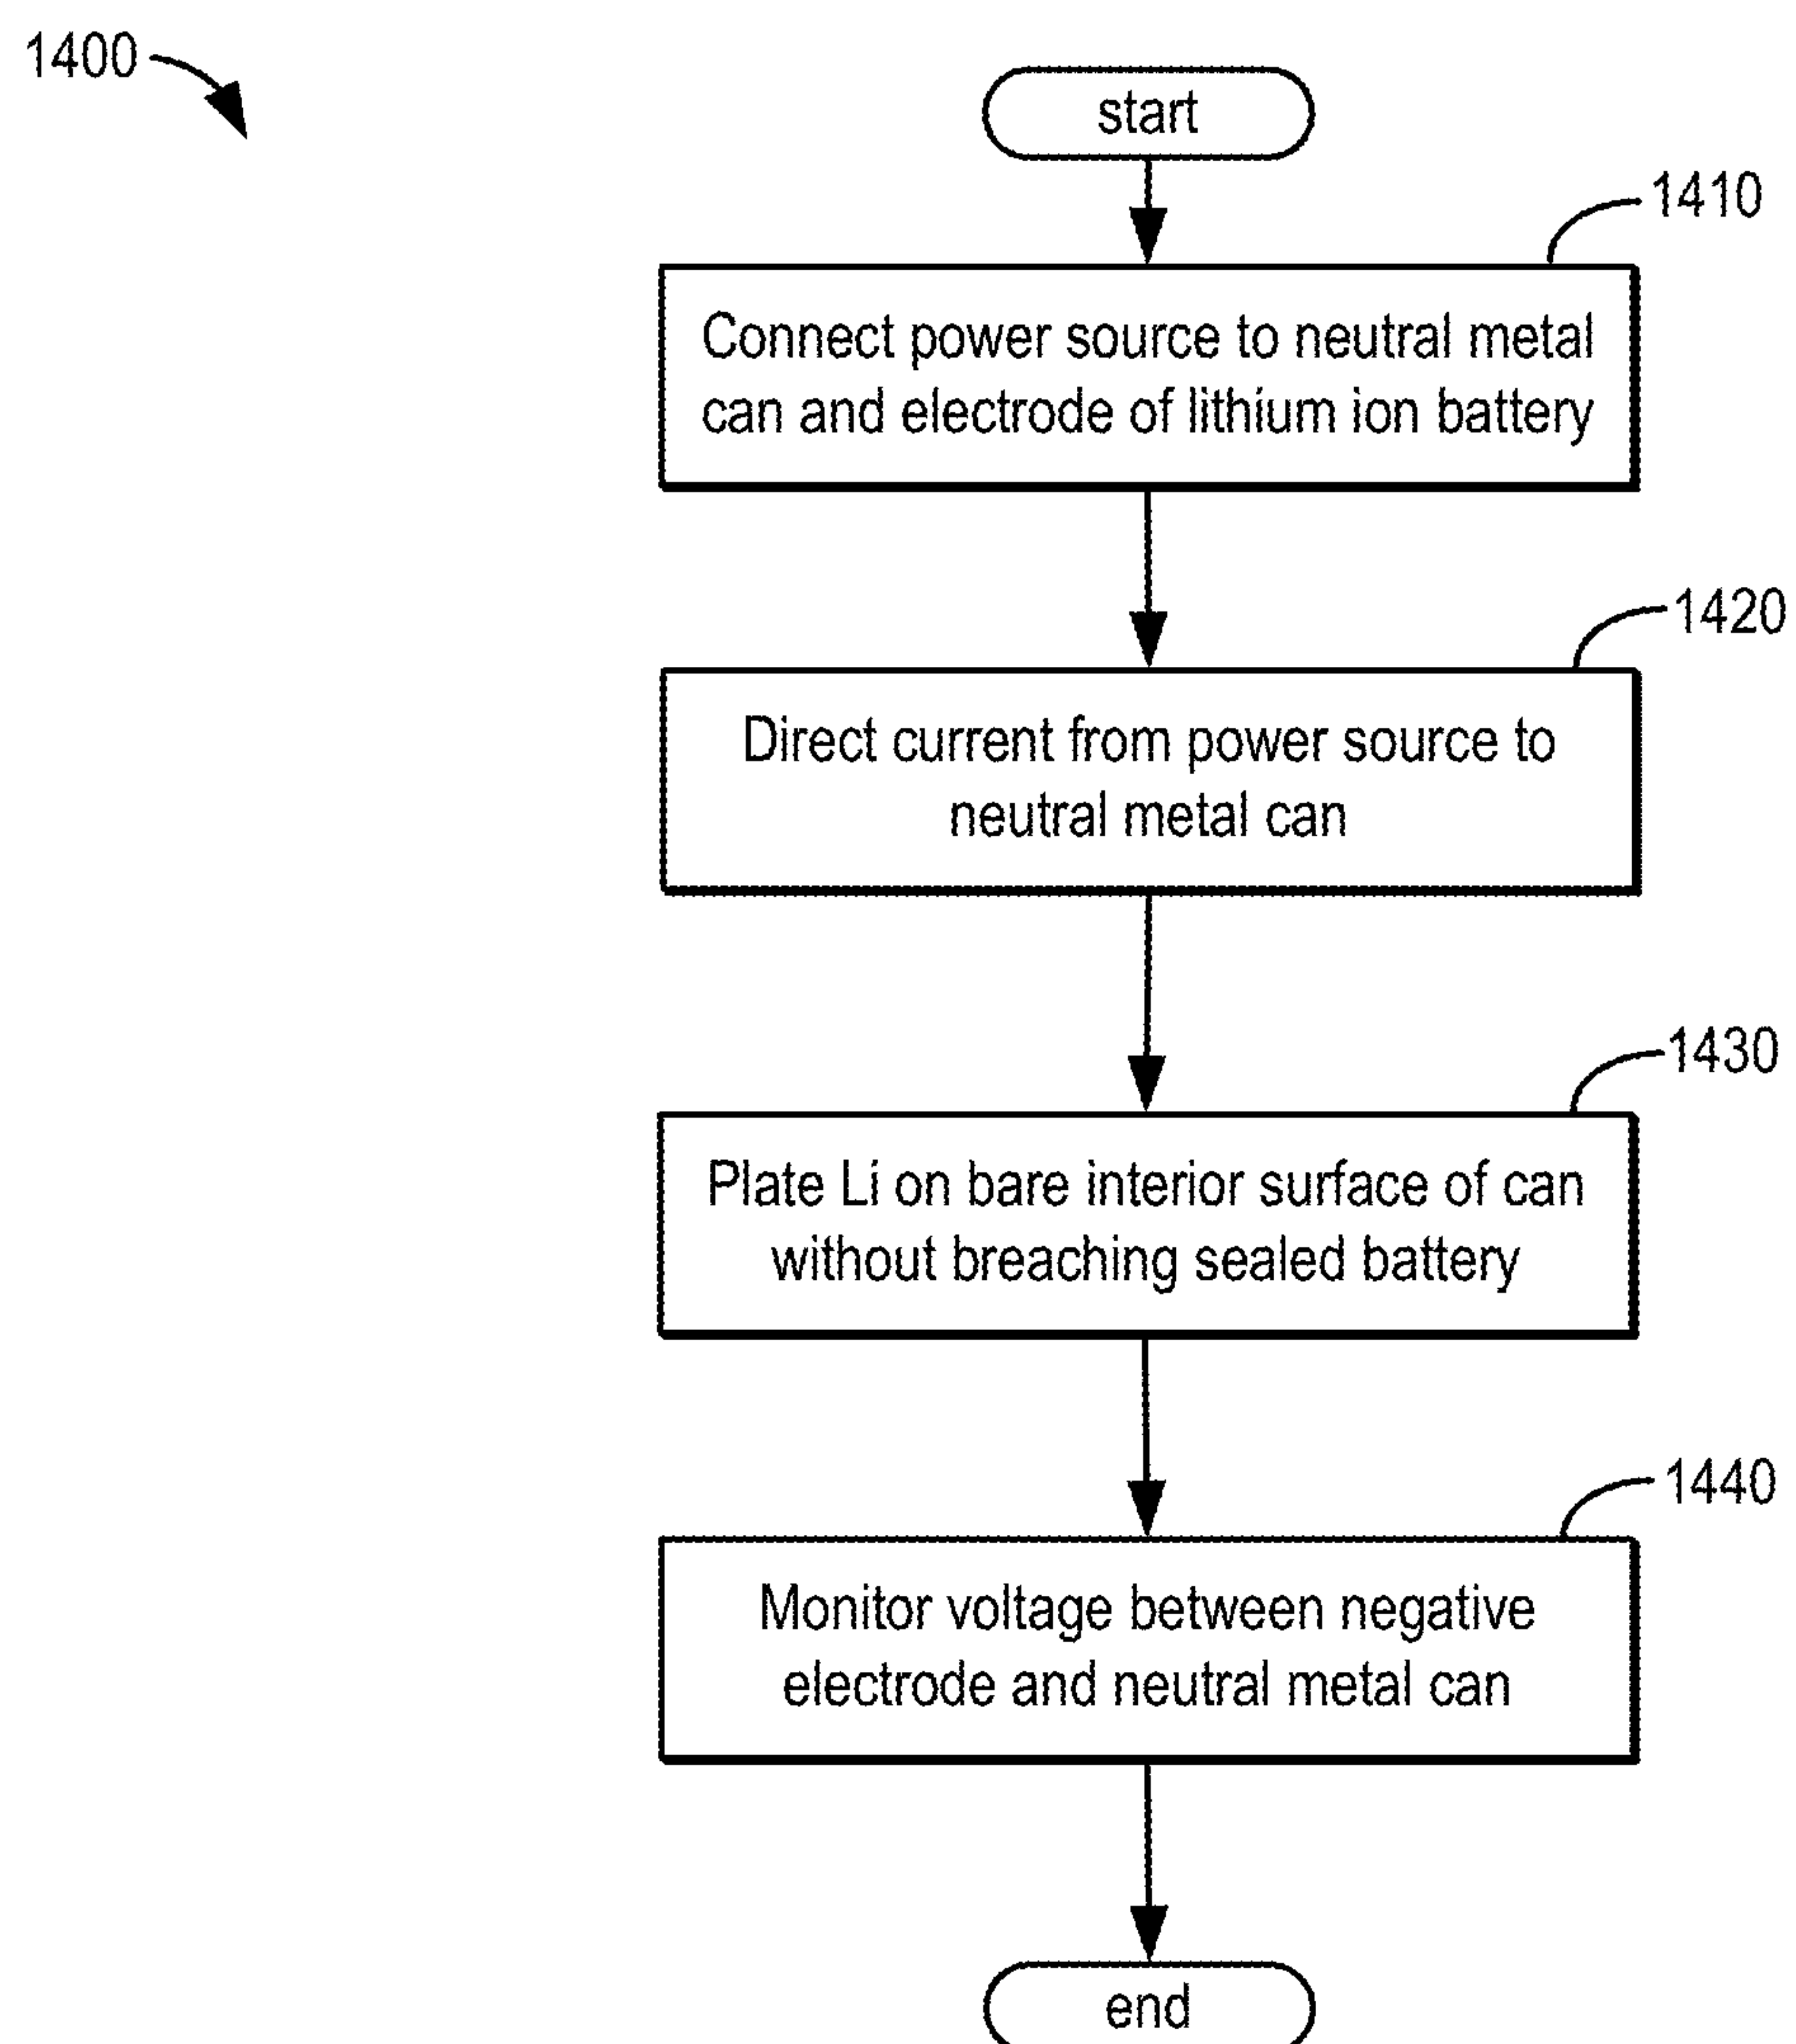 1400
start
1410
Connect power source to neutral metal
can and electrode of lithium ion battery
1420
Direct current from power source to
neutral metal can
1430
Plate Li on bare interior surface of can
without breaching sealed battery
1440
Monitor voltage between negative
electrode and neutral metal can
end